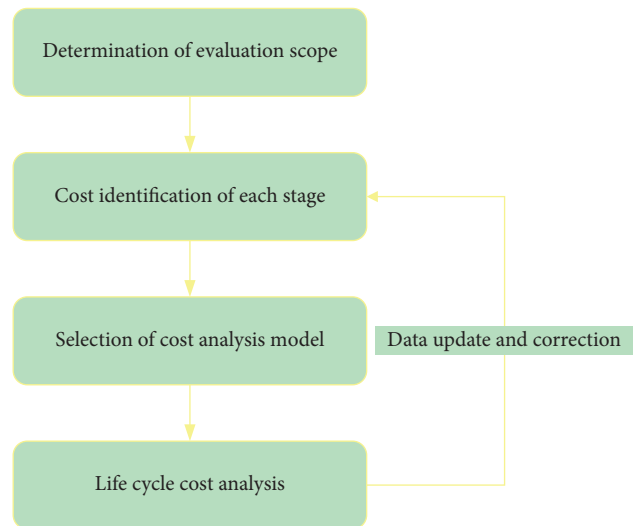 Determination of evaluation scope
Cost identification of each stage
Selection of cost analysis model
Data update and correction
Life cycle cost analysis